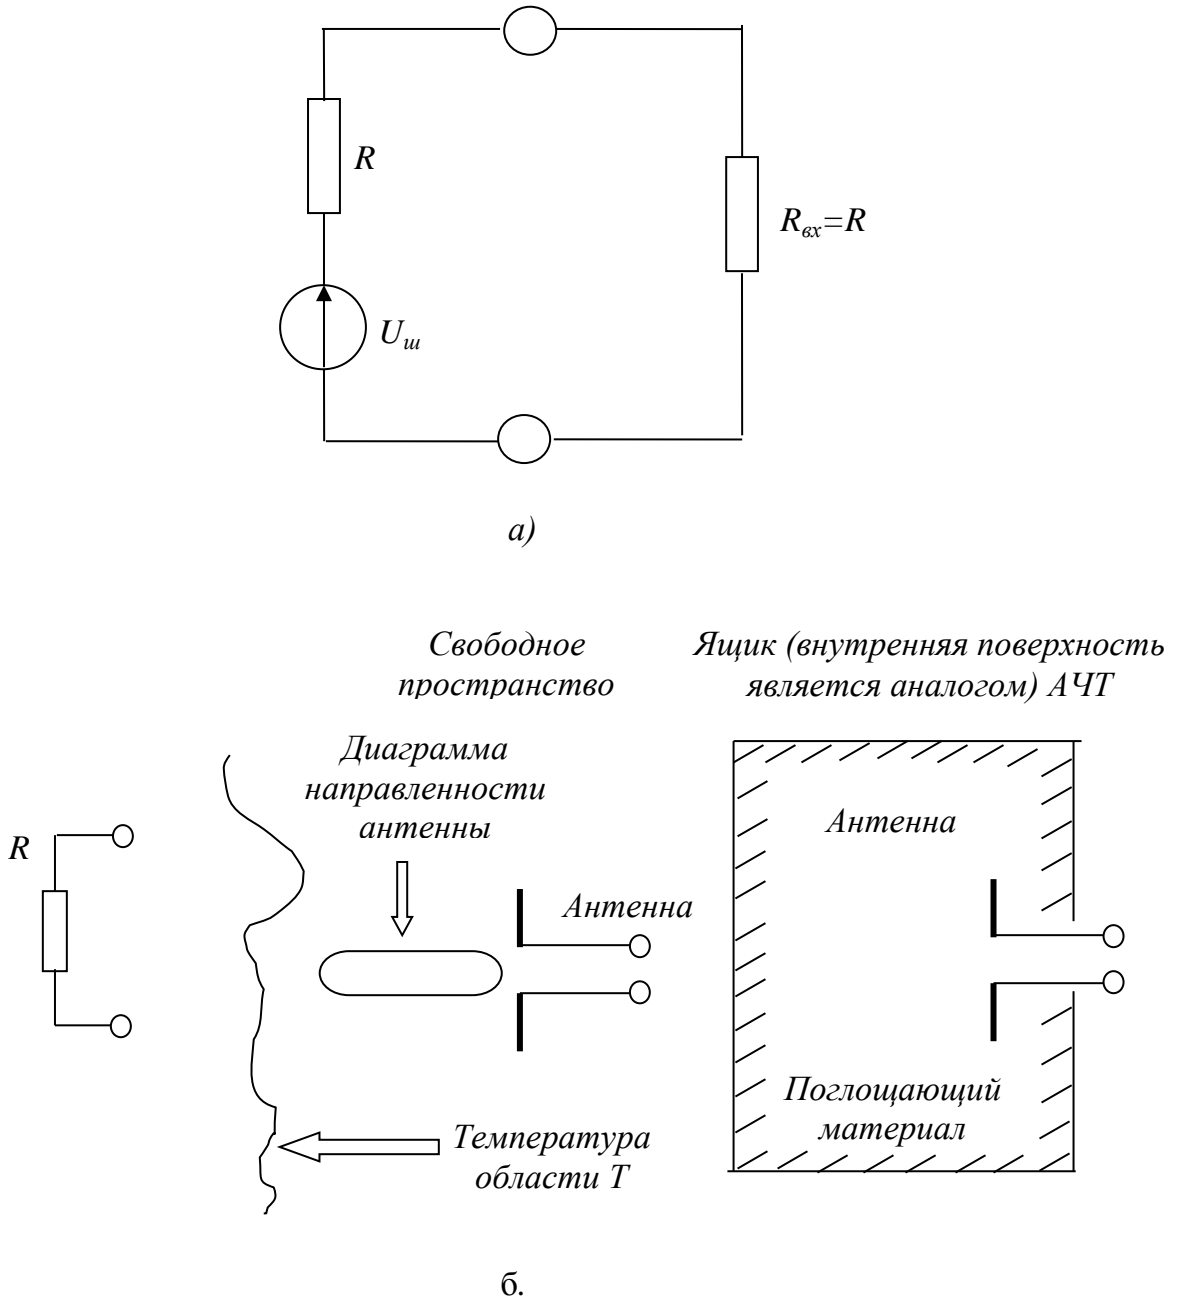 R
R_вх=R
U_ш
а)
Свободное
пространство
Ящик (внутренняя поверхность
является аналогом) АЧТ
Диаграмма
направленности
антенны
R
Антенна
Антенна
Температура
области T
Поглощающий
материал
б.